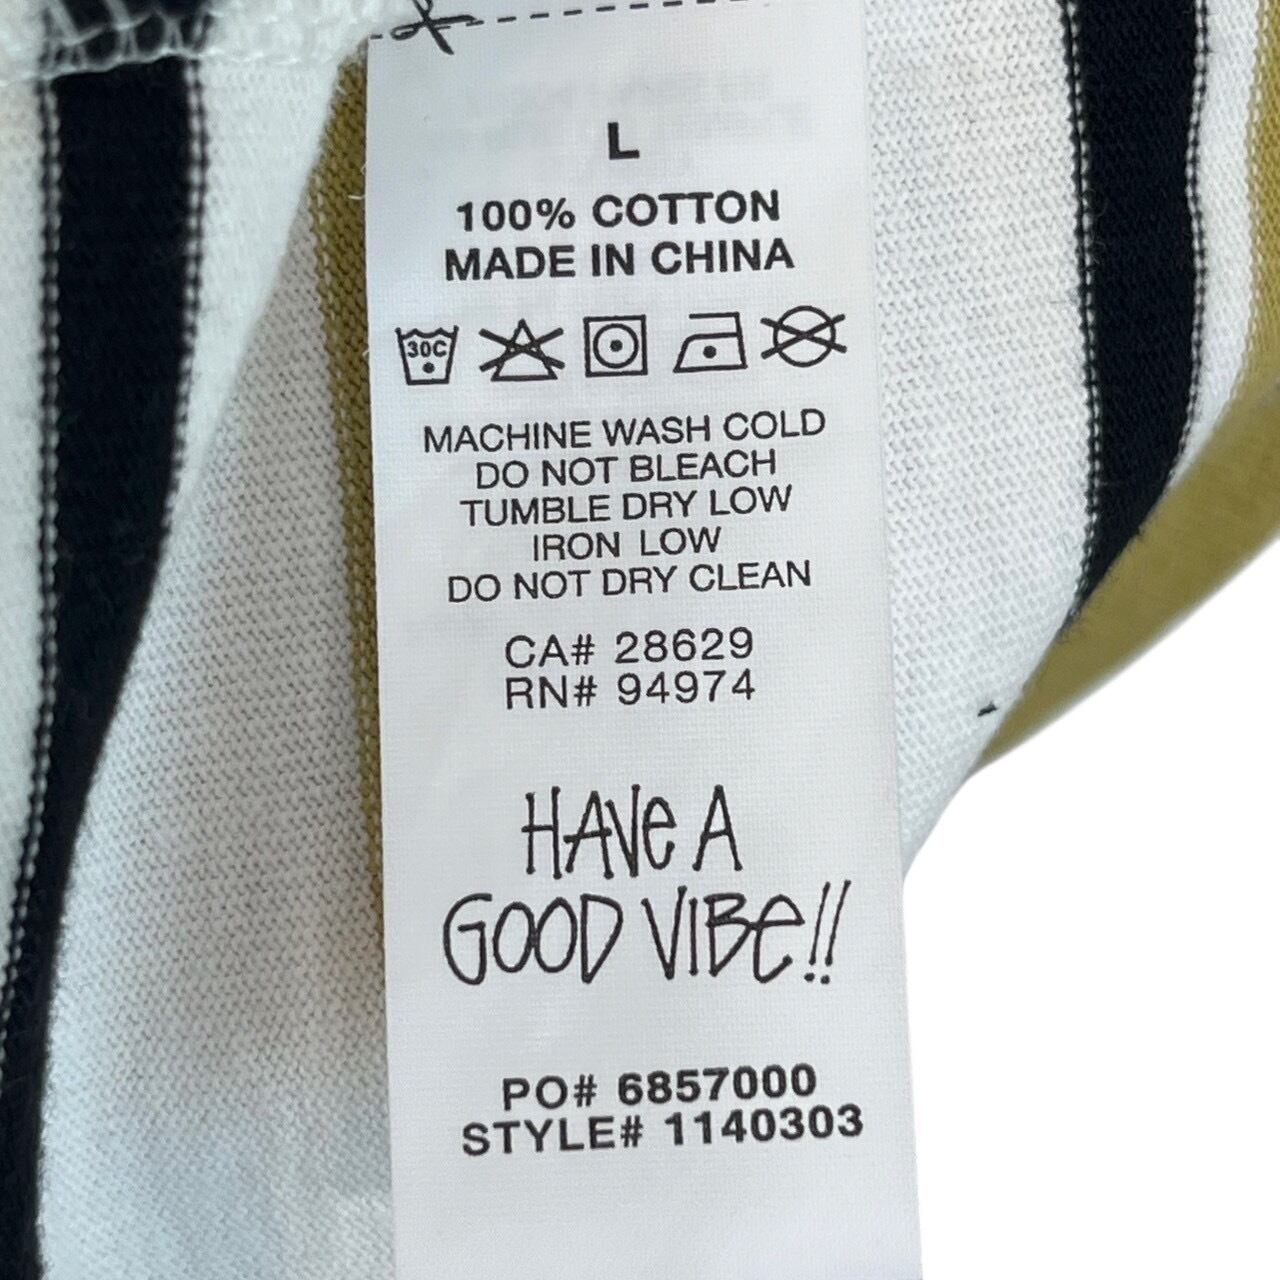 L
100% COTTON
MADE IN CHINA
30C
MACHINE WASH COLD
DO NOT BLEACH
TUMBLE DRY LOW
IRON LOW
DO NOT DRY CLEAN
CA# 28629
RN# 94974
HAVe A
GOOD VIBe!!
PO# 6857000
STYLE# 1140303